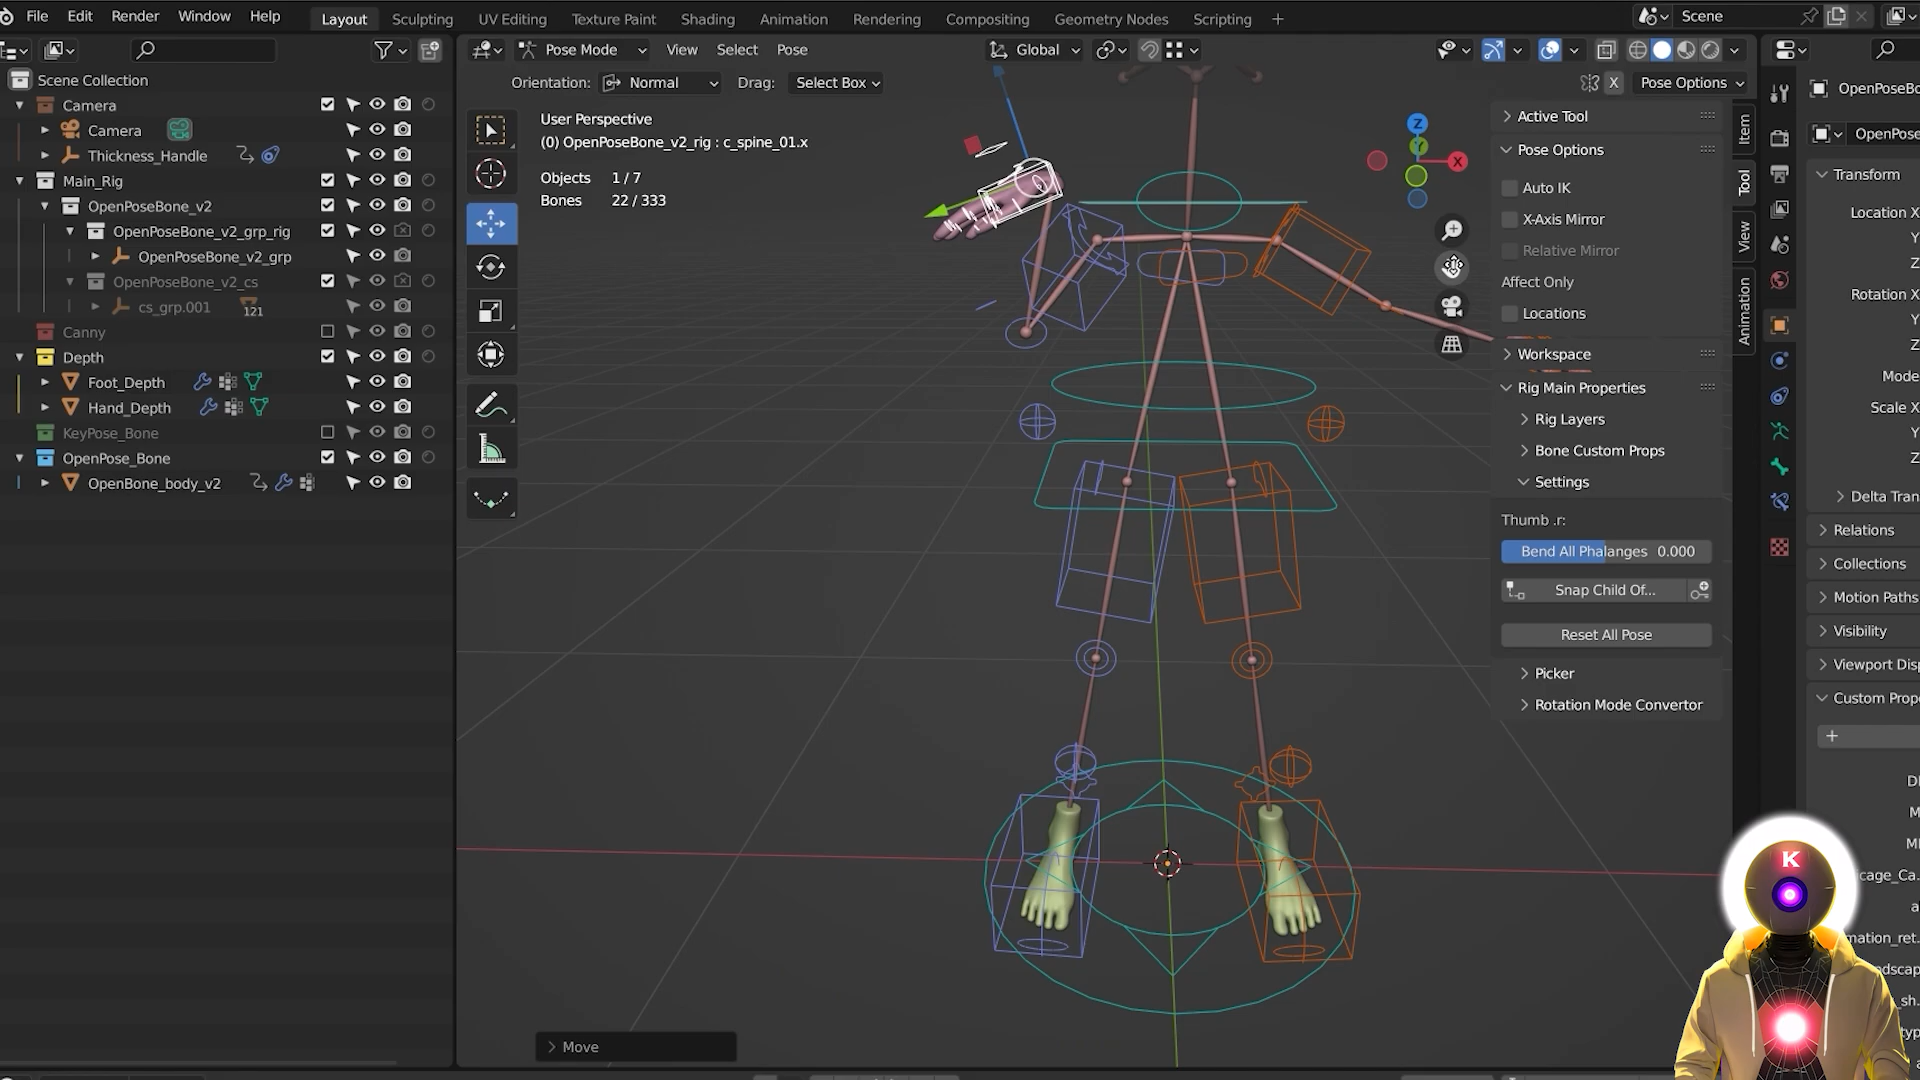 File Edit Render Window Help Layout Sculpting UV Editing Texture Paint Shading Animation Rendering Compositing Geometry Nodes Scripting + Scene
Pose Mode View Select Pose Global
Orientation: Normal Drag: Select Box X Pose Options
Scene Collection
Camera
Camera
Thickness_Handle
Main_Rig
OpenPoseBone_v2
OpenPoseBone_v2_grp_rig
OpenPoseBone_v2_grp
OpenPoseBone_v2_cs
cs_grp.001 121
Canny
Depth
Foot_Depth
Hand_Depth
KeyPose_Bone
OpenPose_Bone
OpenBone_body_v2
User Perspective
(0) OpenPoseBone_v2_rig : c_spine_01.x
Objects 1 / 7
Bones 22 / 333
Z
Y
X
Move
Active Tool
Pose Options
Auto IK
X-Axis Mirror
Relative Mirror
Affect Only
Locations
Workspace
Rig Main Properties
Rig Layers
Bone Custom Props
Settings
Thumb .r:
Bend All Phalanges 0.000
Snap Child Of...
Reset All Pose
Picker
Rotation Mode Convertor
Item
Tool
View
Animation
OpenPoseBo
OpenPose
Transform
Location X
Y
Z
Rotation X
Y
Z
Mode
Scale X
Y
Z
Delta Tran
Relations
Collections
Motion Paths
Visibility
Viewport Disp
Custom Prope
+
K